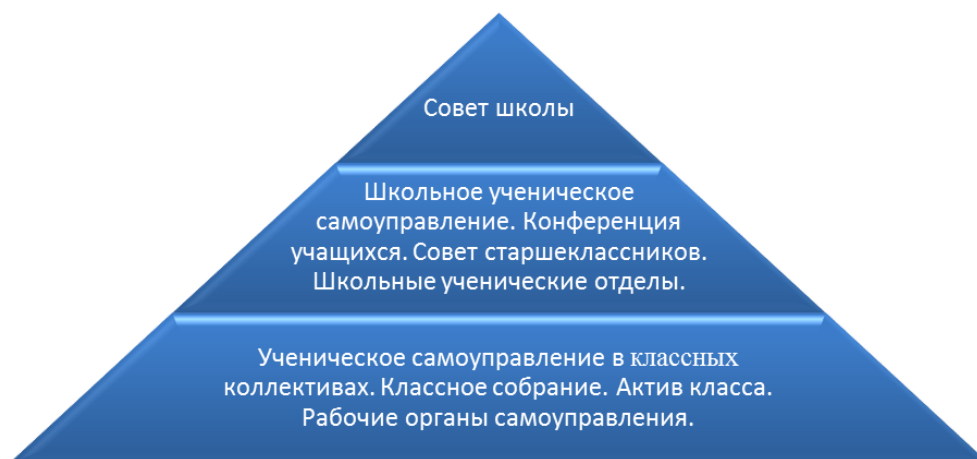 Совет школы
Школьное ученическое
самоуправление. Конференция
учащихся. Совет старшеклассников.
Школьные ученические отделы.
Ученическое самоуправление в классных
коллективах. Классное собрание. Актив класса.
Рабочие органы самоуправления.